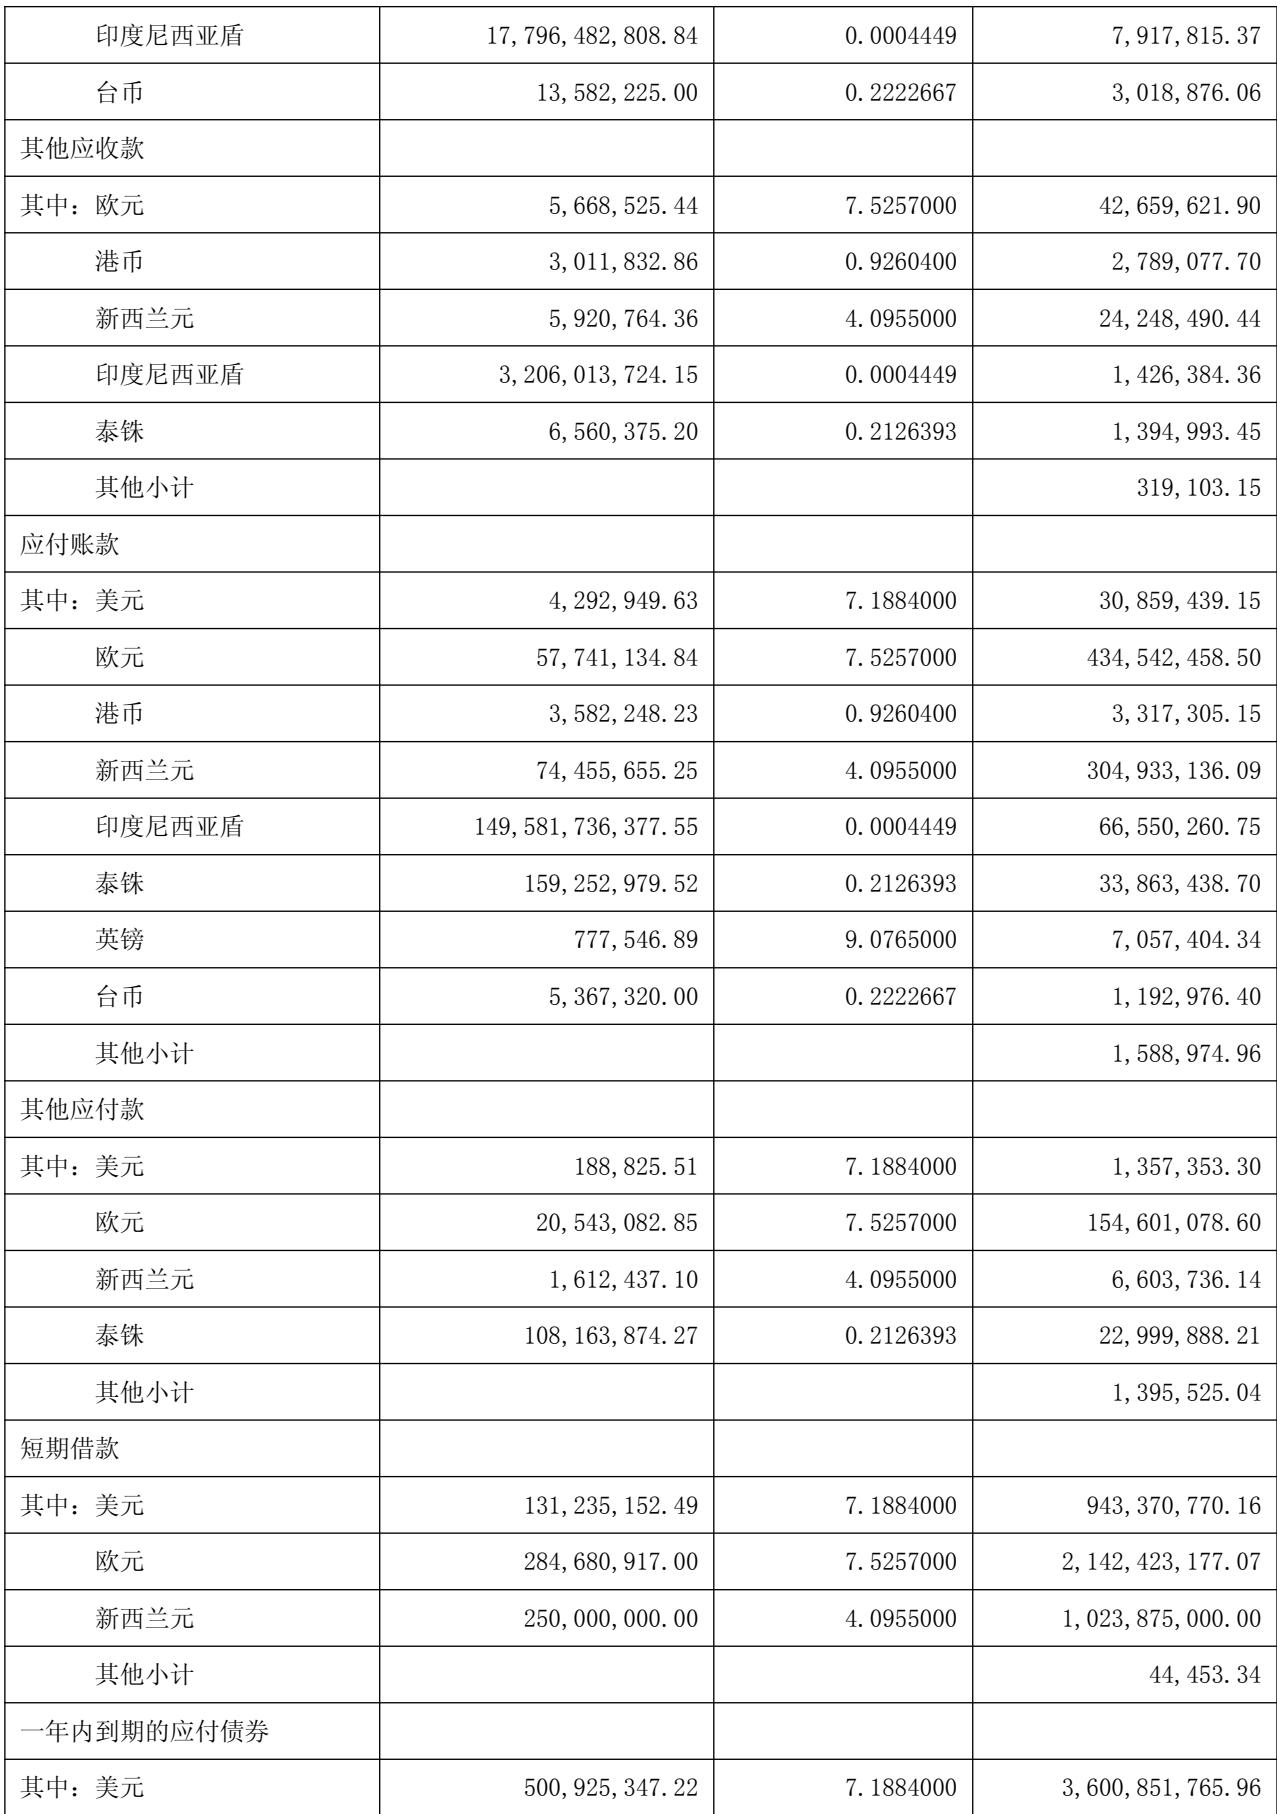 印度尼西亚盾 17,796,482,808.84 0.0004449 7,917,815.37
台币 13,582,225.00 0.2222667 3,018,876.06
其他应收款
其中：欧元 5,668,525.44 7.5257000 42,659,621.90
港币 3,011,832.86 0.9260400 2,789,077.70
新西兰元 5,920,764.36 4.0955000 24,248,490.44
印度尼西亚盾 3,206,013,724.15 0.0004449 1,426,384.36
泰铢 6,560,375.20 0.2126393 1,394,993.45
其他小计 319,103.15
应付账款
其中：美元 4,292,949.63 7.1884000 30,859,439.15
欧元 57,741,134.84 7.5257000 434,542,458.50
港币 3,582,248.23 0.9260400 3,317,305.15
新西兰元 74,455,655.25 4.0955000 304,933,136.09
印度尼西亚盾 149,581,736,377.55 0.0004449 66,550,260.75
泰铢 159,252,979.52 0.2126393 33,863,438.70
英镑 777,546.89 9.0765000 7,057,404.34
台币 5,367,320.00 0.2222667 1,192,976.40
其他小计 1,588,974.96
其他应付款
其中：美元 188,825.51 7.1884000 1,357,353.30
欧元 20,543,082.85 7.5257000 154,601,078.60
新西兰元 1,612,437.10 4.0955000 6,603,736.14
泰铢 108,163,874.27 0.2126393 22,999,888.21
其他小计 1,395,525.04
短期借款
其中：美元 131,235,152.49 7.1884000 943,370,770.16
欧元 284,680,917.00 7.5257000 2,142,423,177.07
新西兰元 250,000,000.00 4.0955000 1,023,875,000.00
其他小计 44,453.34
一年内到期的应付债券
其中：美元 500,925,347.22 7.1884000 3,600,851,765.96